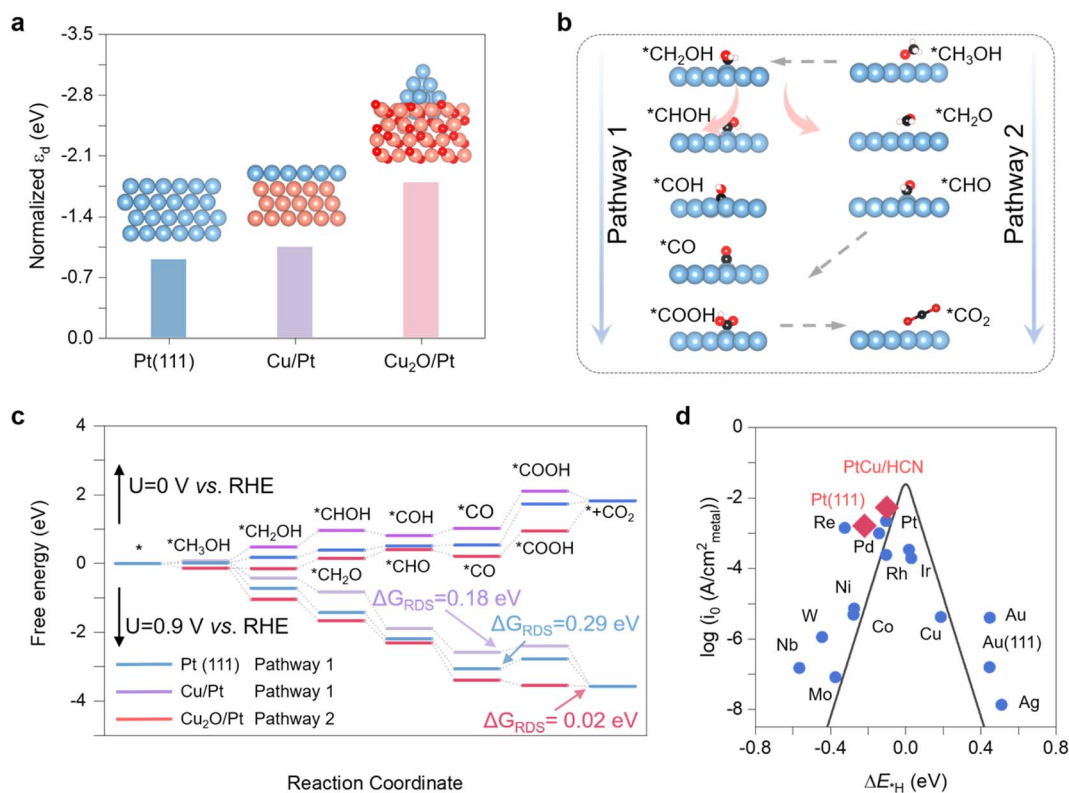 a
-3.5
-2.8
-2.1
-1.4
-0.7
0.0
Normalized ε_d (eV)
Pt(111)
Cu/Pt
Cu₂O/Pt
b
Pathway 1
*CH₂OH
*CHOH
*COH
*CO
*COOH
*CH₃OH
*CH₂O
*CHO
*CO₂
Pathway 2
c
4
2
0
-2
-4
Free energy (eV)
U=0 V vs. RHE
U=0.9 V vs. RHE
*
*CH₃OH
*CH₂OH
*CHOH
*COH
*CO
*COOH
*+CO₂
*CH₂O
*CHO
*CO
*COOH
ΔG_RDS=0.18 eV
ΔG_RDS=0.29 eV
ΔG_RDS= 0.02 eV
Pt (111) Pathway 1
Cu/Pt Pathway 1
Cu₂O/Pt Pathway 2
Reaction Coordinate
d
0
-2
-4
-6
-8
log (i₀ (A/cm²metal))
PtCu/HCN
Pt(111)
Re
Pt
Pd
Rh
Ir
Ni
W
Co
Cu
Au
Nb
Au(111)
Mo
Ag
-0.8
-0.4
0.0
0.4
0.8
ΔE*H (eV)